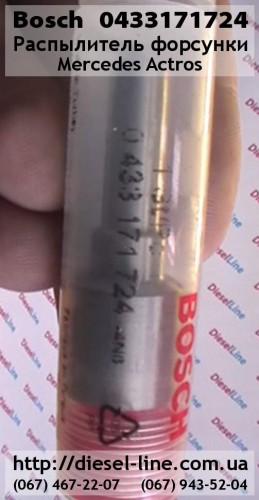 Bosch 0433171724
Распылитель форсунки
Mercedes Actros
0 433 171 724
BOSCH
DieselLine
http://diesel-line.com.ua
(067) 467-22-07 (067) 943-52-04